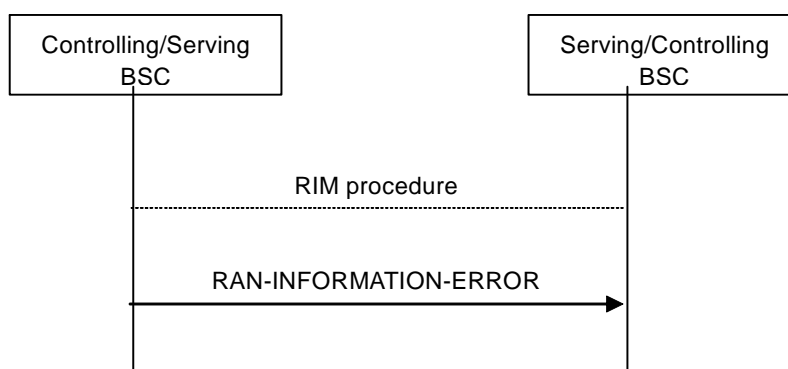 Controlling/Serving
BSC
Serving/Controlling
BSC
RIM procedure
RAN-INFORMATION-ERROR